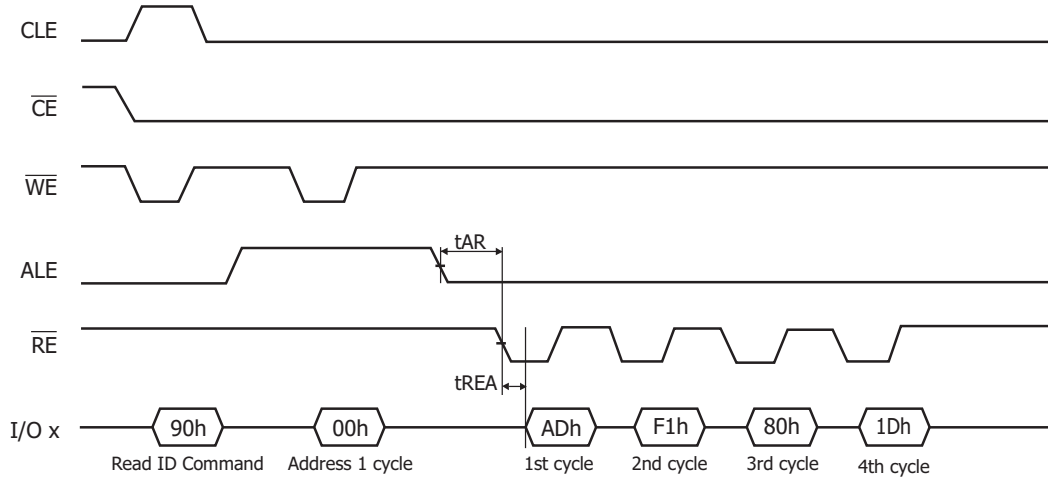 CLE
CE
WE
ALE
tAR
RE
tREA
I/O x
90h
00h
ADh
F1h
80h
1Dh
Read ID Command
Address 1 cycle
1st cycle
2nd cycle
3rd cycle
4th cycle